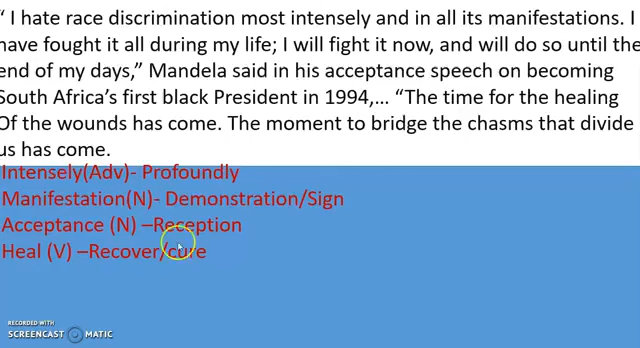 “ I hate race discrimination most intensely and in all its manifestations. I
have fought it all during my life; I will fight it now, and will do so until the
end of my days,” Mandela said in his acceptance speech on becoming
South Africa’s first black President in 1994,... “The time for the healing
Of the wounds has come. The moment to bridge the chasms that divide
us has come.
Intensely(Adv)- Profoundly
Manifestation(N)- Demonstration/Sign
Acceptance (N) –Reception
Heal (V) –Recover/cure
RECORDED WITH
SCREENCAST MATIC